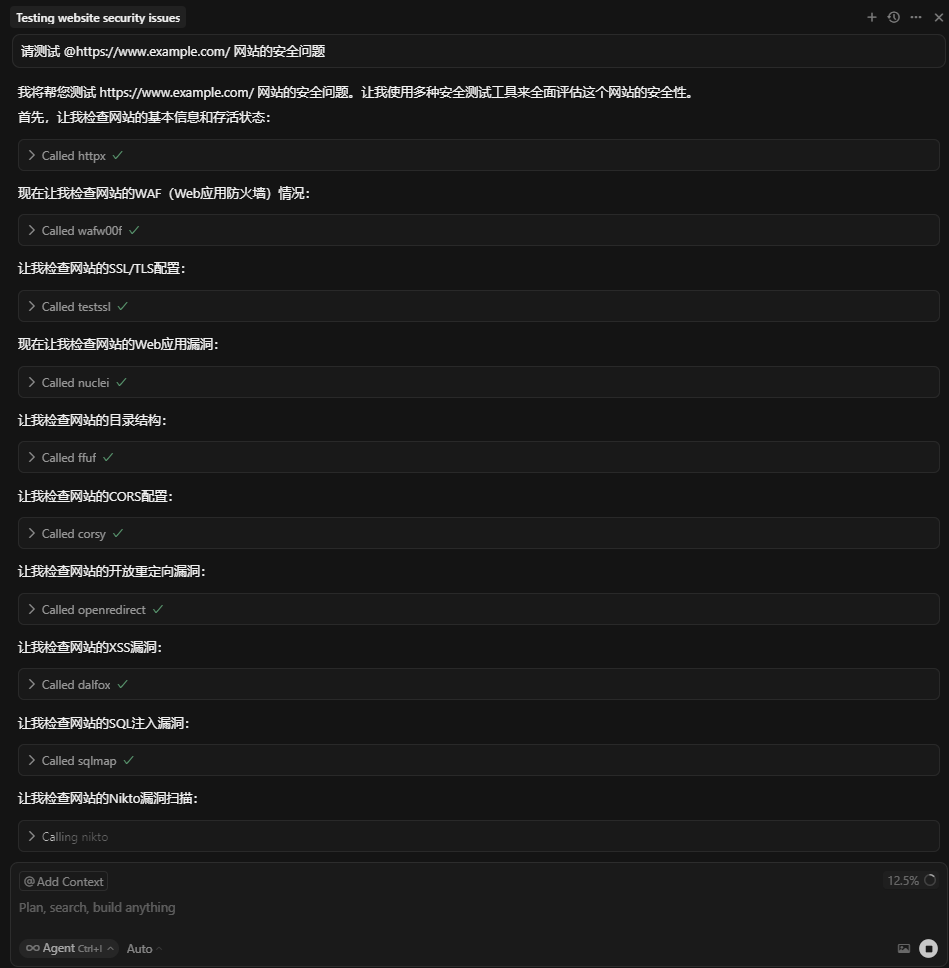 Testing website security issues
请测试 @https://www.example.com/ 网站的安全问题
我将帮您测试 https://www.example.com/ 网站的安全问题。让我使用多种安全测试工具来全面评估这个网站的安全性。
首先，让我检查网站的基本信息和存活状态：
Called httpx
现在让我检查网站的WAF（Web应用防火墙）情况：
Called wafw00f
让我检查网站的SSL/TLS配置：
Called testssl
现在让我检查网站的Web应用漏洞：
Called nuclei
让我检查网站的目录结构：
Called ffuf
让我检查网站的CORS配置：
Called corsy
让我检查网站的开放重定向漏洞：
Called openredirect
让我检查网站的XSS漏洞：
Called dalfox
让我检查网站的SQL注入漏洞：
Called sqlmap
让我检查网站的Nikto漏洞扫描：
Calling nikto
@ Add Context
12.5%
Plan, search, build anything
Agent Ctrl+I
Auto